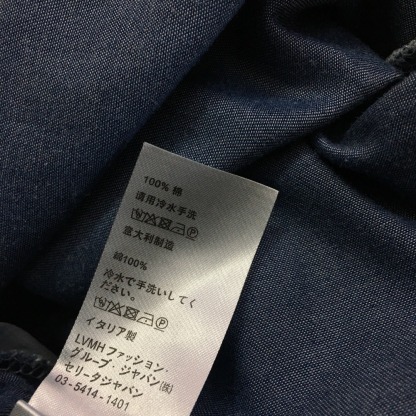 100% 棉
適用冷水手洗
意大利制造
綿100%
冷水で手洗いしてく
ださい。
イタリア製
LVMHファッション・
グループ・ジャパン(株)
セリータジャパン
03-5414-1401